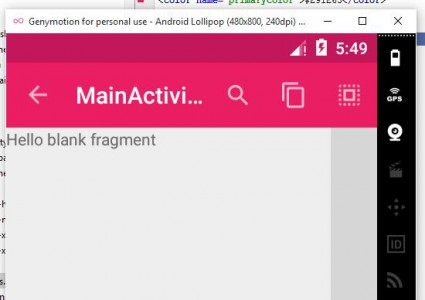 <color name="primaryColor">#E91E63</color>
Genymotion for personal use - Android Lollipop (480x800, 240dpi) ...
5:49
MainActivi...
GPS
Hello blank fragment
ID